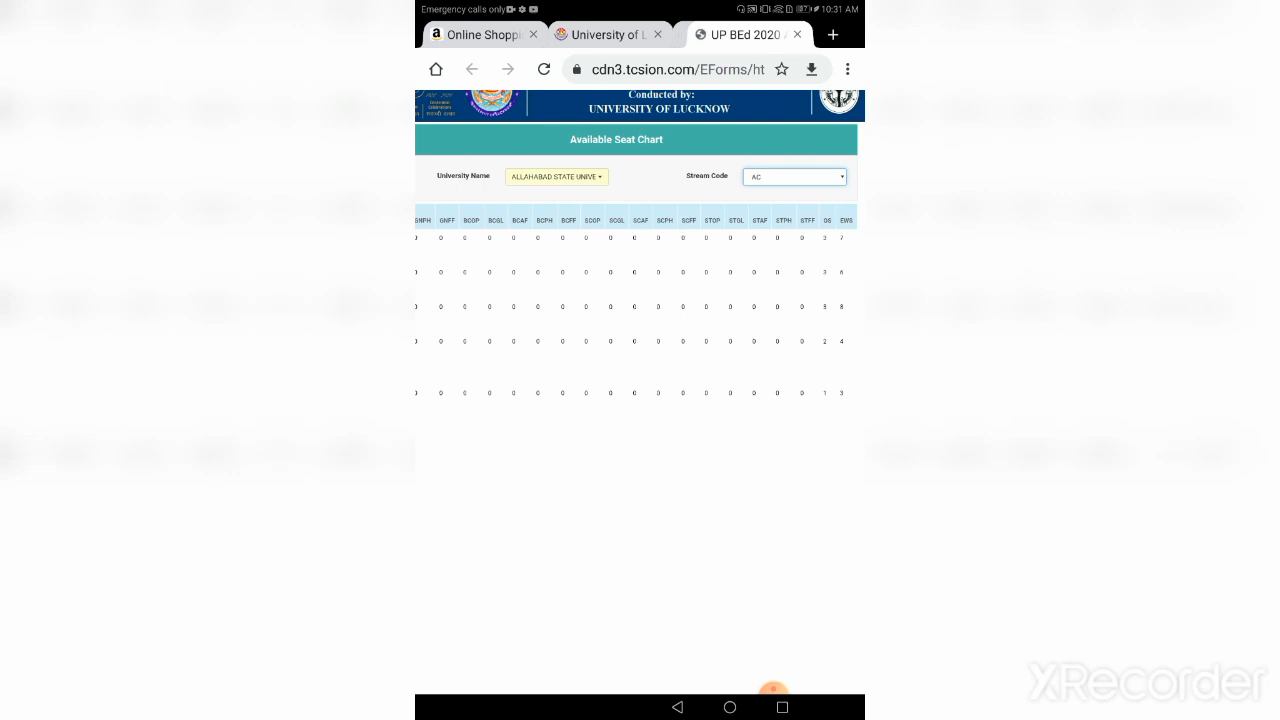 Emergency calls only
10:31 AM
Online Shoppi
University of L
UP BEd 2020 A
cdn3.tcsion.com/EForms/ht
Conducted by:
UNIVERSITY OF LUCKNOW
Available Seat Chart
University Name ALLAHABAD STATE UNIVE Stream Code AC
GNPH GNFF BCOP BCGL BCAF BCPH BCFF SCOP SCGL SCAF SCPH SCFF STOP STGL STAF STPH STFF OS EWS
0 0 0 0 0 0 0 0 0 0 0 0 0 0 0 0 0 3 7
0 0 0 0 0 0 0 0 0 0 0 0 0 0 0 0 0 3 6
0 0 0 0 0 0 0 0 0 0 0 0 0 0 0 0 0 3 8
0 0 0 0 0 0 0 0 0 0 0 0 0 0 0 0 0 2 4
0 0 0 0 0 0 0 0 0 0 0 0 0 0 0 0 0 1 3
XRecorder